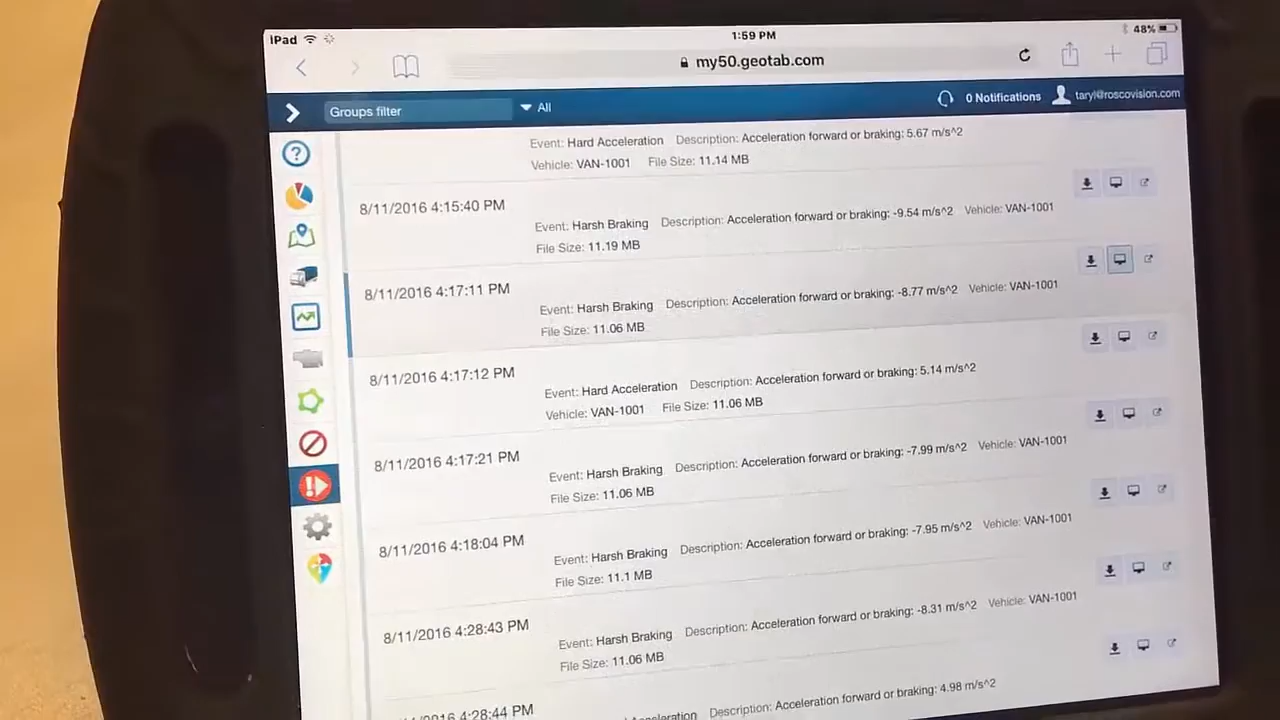 iPad
1:59 PM
48%
my50.geotab.com
Groups filter
All
0 Notifications
taryl@roscovision.com
Event: Hard Acceleration Description: Acceleration forward or braking: 5.67 m/s^2
Vehicle: VAN-1001 File Size: 11.14 MB
8/11/2016 4:15:40 PM
Event: Harsh Braking Description: Acceleration forward or braking: -9.54 m/s^2 Vehicle: VAN-1001
File Size: 11.19 MB
8/11/2016 4:17:11 PM
Event: Harsh Braking Description: Acceleration forward or braking: -8.77 m/s^2 Vehicle: VAN-1001
File Size: 11.06 MB
8/11/2016 4:17:12 PM
Event: Hard Acceleration Description: Acceleration forward or braking: 5.14 m/s^2
Vehicle: VAN-1001 File Size: 11.06 MB
8/11/2016 4:17:21 PM
Event: Harsh Braking Description: Acceleration forward or braking: -7.99 m/s^2 Vehicle: VAN-1001
File Size: 11.06 MB
8/11/2016 4:18:04 PM
Event: Harsh Braking Description: Acceleration forward or braking: -7.95 m/s^2 Vehicle: VAN-1001
File Size: 11.1 MB
8/11/2016 4:28:43 PM
Event: Harsh Braking Description: Acceleration forward or braking: -8.31 m/s^2 Vehicle: VAN-1001
File Size: 11.06 MB
4:28:44 PM
Description: Acceleration forward or braking: 4.98 m/s^2